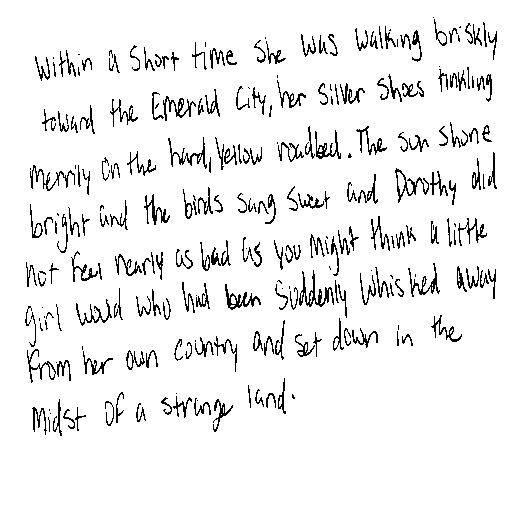 Within a short time she was walking briskly
toward the Emerald City, her silver shoes tinkling
merrily on the hard, yellow roadbed. The sun shone
bright and the birds sang sweet and Dorothy did
not feel nearly as bad as you might think a little
girl would who had been suddenly whisked away
from her own country and set down in the
midst of a strange land.